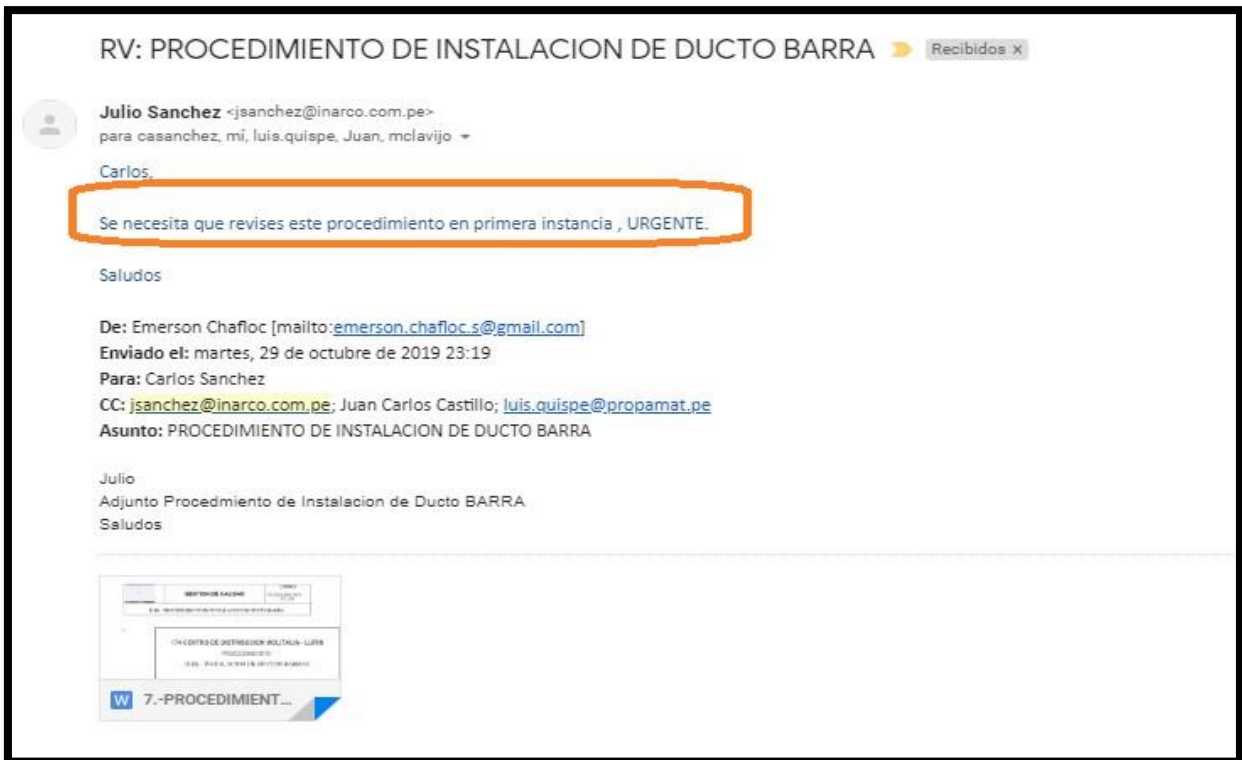 RV: PROCEDIMIENTO DE INSTALACION DE DUCTO BARRA Recibidos x
Julio Sanchez <jsanchez@inarco.com.pe>
para casanchez, mí, luis.quispe, Juan, mclavijo
Carlos,
Se necesita que revises este procedimiento en primera instancia , URGENTE.
Saludos
De: Emerson Chafloc [mailto:emerson.chafloc.s@gmail.com]
Enviado el: martes, 29 de octubre de 2019 23:19
Para: Carlos Sanchez
CC: jsanchez@inarco.com.pe; Juan Carlos Castillo; luis.quispe@propamat.pe
Asunto: PROCEDIMIENTO DE INSTALACION DE DUCTO BARRA
Julio
Adjunto Procedmiento de Instalacion de Ducto BARRA
Saludos
GESTION DE CALIDAD
CENTRO DE DISTRIBUCION MOLITALIA - LURIN
PROCEDIMIENTO
W 7.-PROCEDIMIENT...